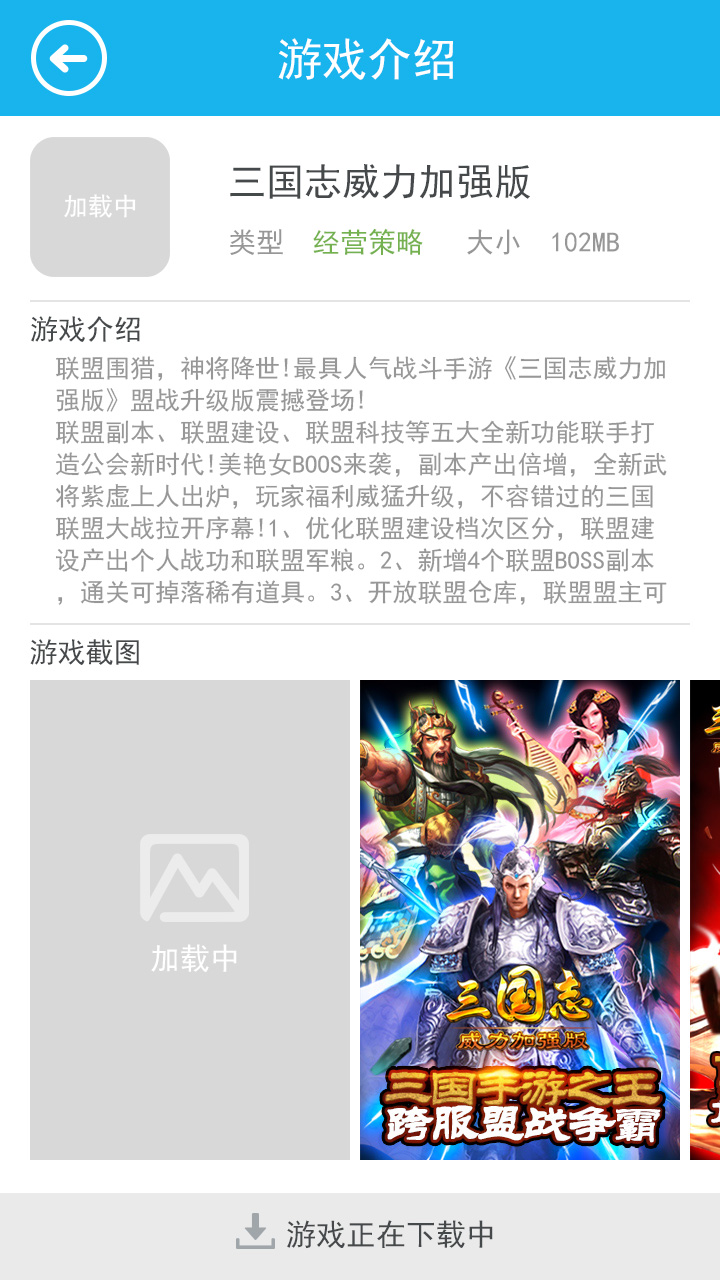 游戏介绍
加载中
三国志威力加强版
类型 经营策略 大小 102MB
游戏介绍
联盟围猎，神将降世!最具人气战斗手游《三国志威力加
强版》盟战升级版震撼登场!
联盟副本、联盟建设、联盟科技等五大全新功能联手打
造公会新时代!美艳女BOOS来袭，副本产出倍增，全新武
将紫虚上人出炉，玩家福利威猛升级，不容错过的三国
联盟大战拉开序幕!1、优化联盟建设档次区分，联盟建
设产出个人战功和联盟军粮。2、新增4个联盟BOSS副本
，通关可掉落稀有道具。3、开放联盟仓库，联盟盟主可
游戏截图
加载中
三国志
威力加强版
三国手游之王
跨服盟战争霸
游戏正在下载中